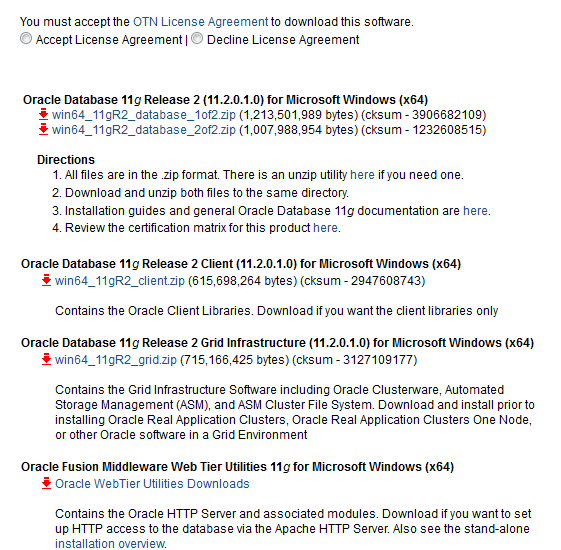 You must accept the OTN License Agreement to download this software.
Accept License Agreement | Decline License Agreement
Oracle Database 11g Release 2 (11.2.0.1.0) for Microsoft Windows (x64)
win64_11gR2_database_1of2.zip (1,213,501,989 bytes) (cksum - 3906682109)
win64_11gR2_database_2of2.zip (1,007,988,954 bytes) (cksum - 1232608515)
Directions
1. All files are in the .zip format. There is an unzip utility here if you need one.
2. Download and unzip both files to the same directory.
3. Installation guides and general Oracle Database 11g documentation are here.
4. Review the certification matrix for this product here.
Oracle Database 11g Release 2 Client (11.2.0.1.0) for Microsoft Windows (x64)
win64_11gR2_client.zip (615,698,264 bytes) (cksum - 2947608743)
Contains the Oracle Client Libraries. Download if you want the client libraries only
Oracle Database 11g Release 2 Grid Infrastructure (11.2.0.1.0) for Microsoft Windows (x64)
win64_11gR2_grid.zip (715,166,425 bytes) (cksum - 3127109177)
Contains the Grid Infrastructure Software including Oracle Clusterware, Automated
Storage Management (ASM), and ASM Cluster File System. Download and install prior to
installing Oracle Real Application Clusters, Oracle Real Application Clusters One Node,
or other Oracle software in a Grid Environment
Oracle Fusion Middleware Web Tier Utilities 11g for Microsoft Windows (x64)
Oracle WebTier Utilities Downloads
Contains the Oracle HTTP Server and associated modules. Download if you want to set
up HTTP access to the database via the Apache HTTP Server. Also see the stand-alone
installation overview.